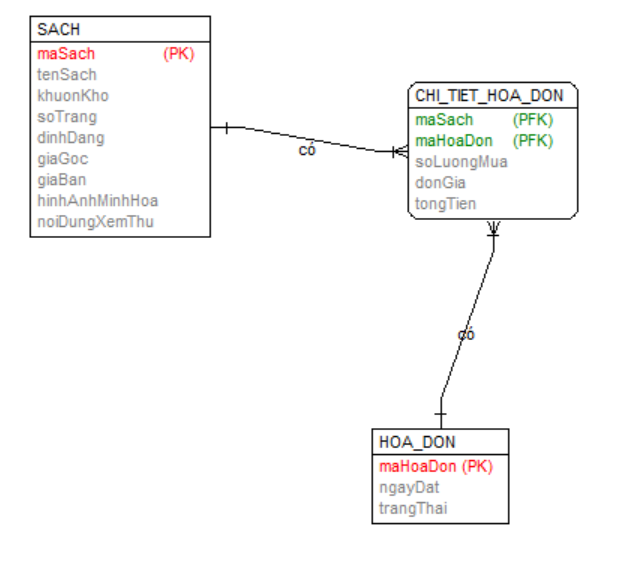 SACH
maSach (PK)
tenSach
khuonKho
soTrang
dinhDang
giaGoc
giaBan
hinhAnhMinhHoa
noiDungXemThu
có
CHI_TIET_HOA_DON
maSach (PFK)
maHoaDon (PFK)
soLuongMua
donGia
tongTien
có
HOA_DON
maHoaDon (PK)
ngayDat
trangThai